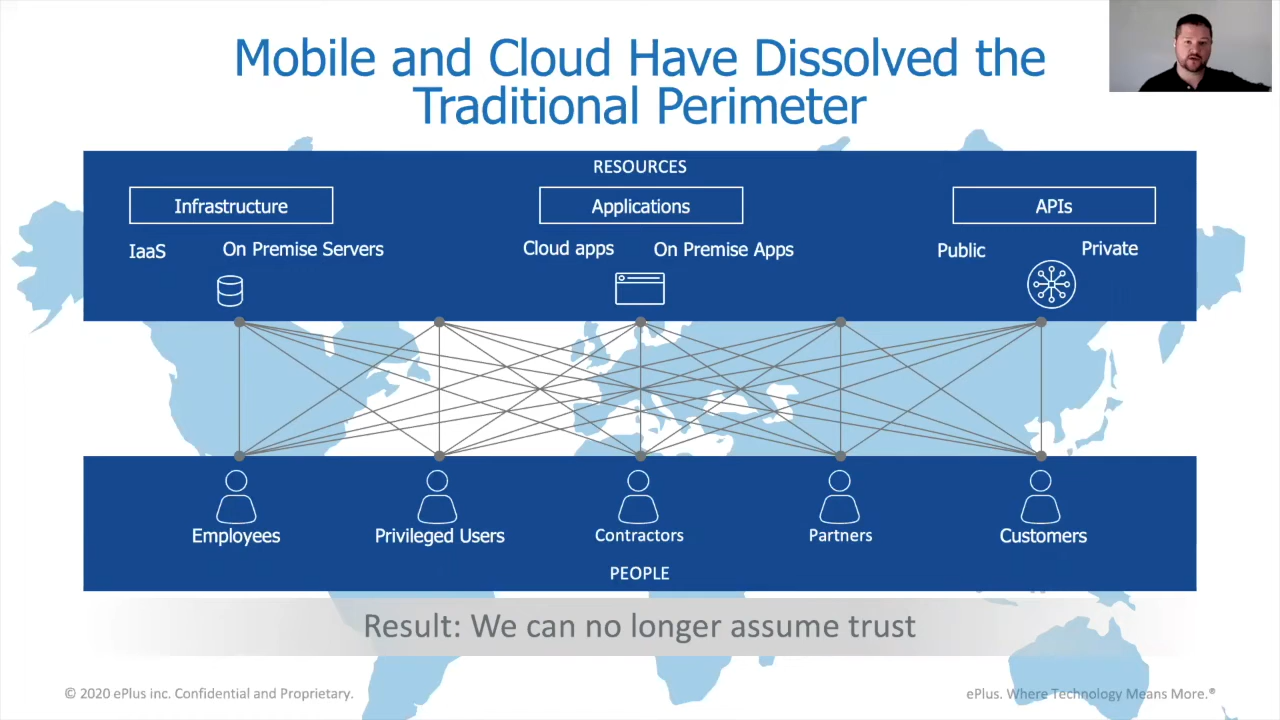 Mobile and Cloud Have Dissolved the
Traditional Perimeter
RESOURCES
Infrastructure
Applications
APIs
IaaS
On Premise Servers
Cloud apps
On Premise Apps
Public
Private
Employees
Privileged Users
Contractors
Partners
Customers
PEOPLE
Result: We can no longer assume trust
© 2020 ePlus inc. Confidential and Proprietary.
ePlus. Where Technology Means More.®